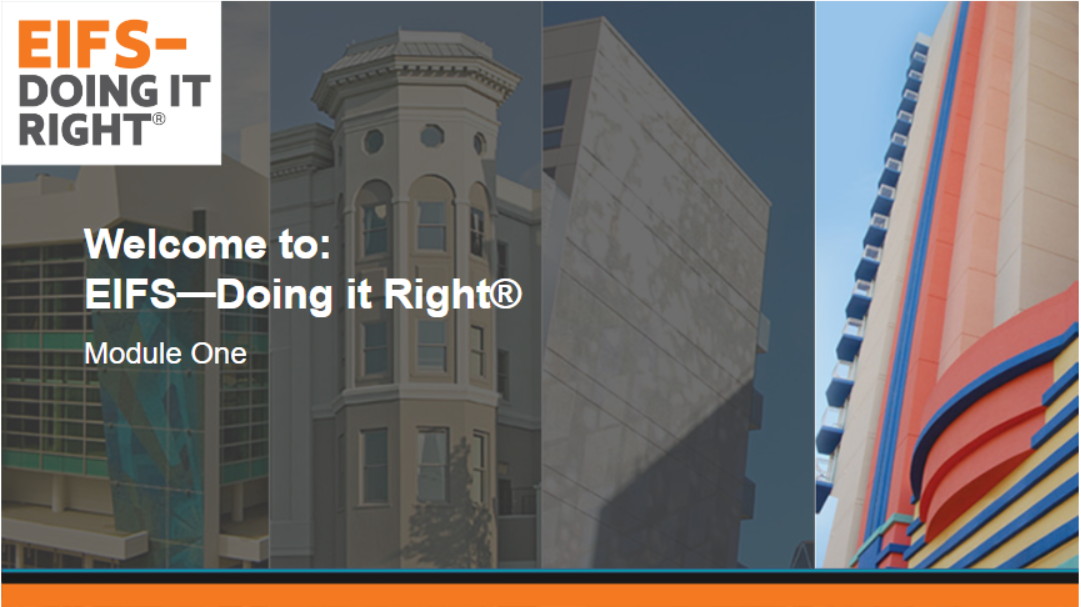 EIFS–
DOING IT
RIGHT®
Welcome to:
EIFS—Doing it Right®
Module One